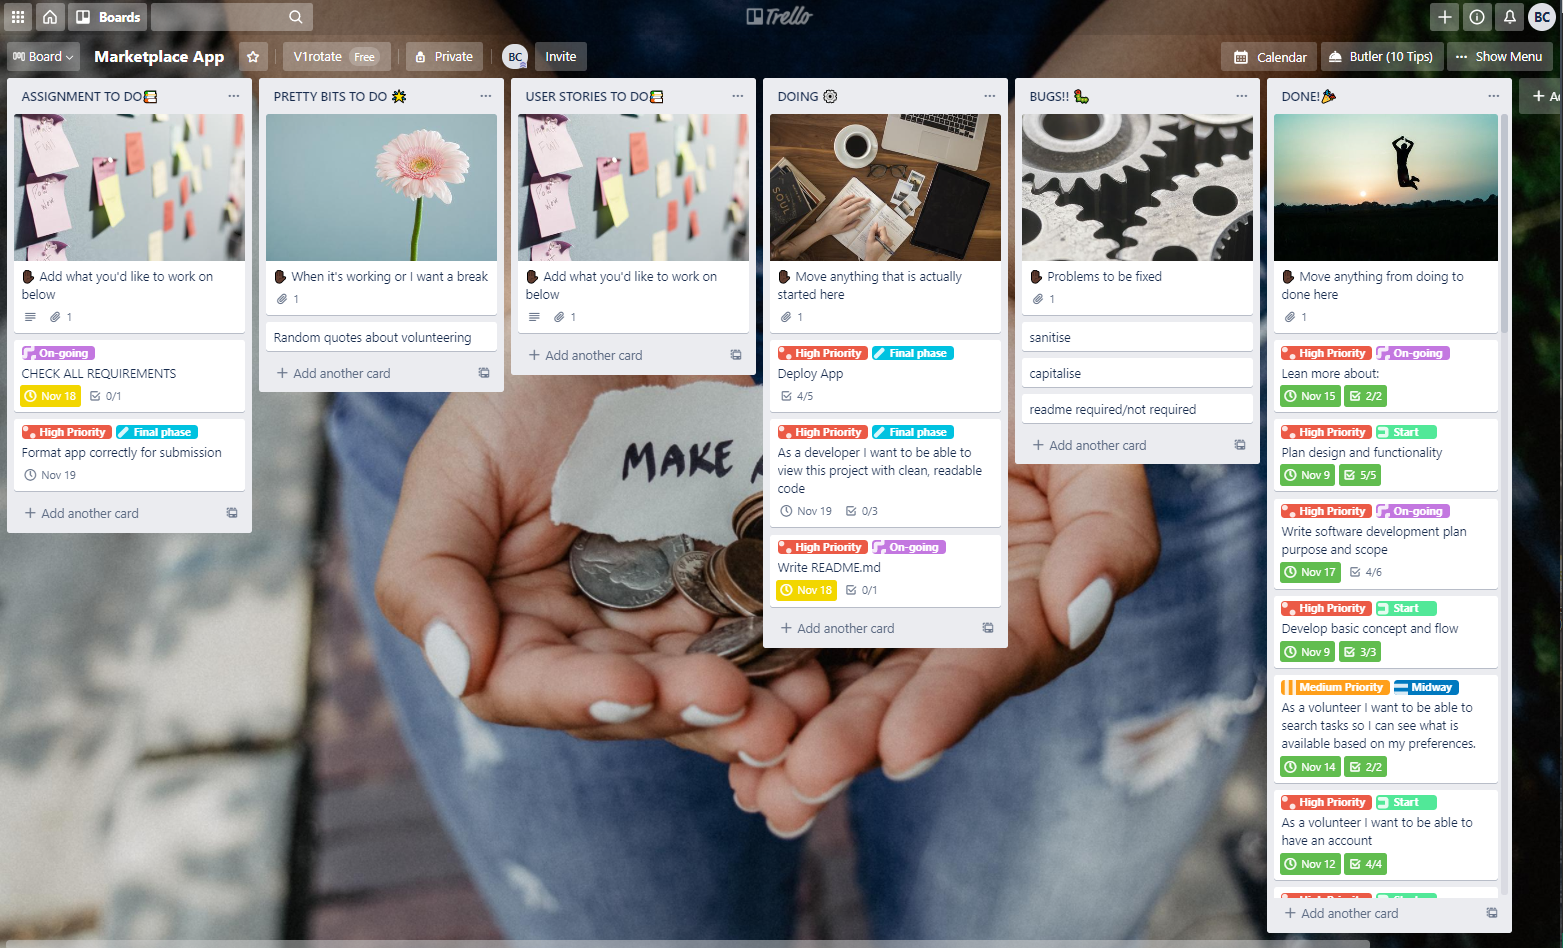 Boards
Trello
BC
Board
Marketplace App
V1rotate Free
Private
BC
Invite
Calendar
Butler (10 Tips)
Show Menu
ASSIGNMENT TO DO
Add what you'd like to work on
below
1
On-going
CHECK ALL REQUIREMENTS
Nov 18 0/1
High Priority Final phase
Format app correctly for submission
Nov 19
+ Add another card
PRETTY BITS TO DO
When it's working or I want a break
1
Random quotes about volunteering
+ Add another card
USER STORIES TO DO
Add what you'd like to work on
below
1
+ Add another card
DOING
Move anything that is actually
started here
1
High Priority Final phase
Deploy App
4/5
High Priority Final phase
As a developer I want to be able to
view this project with clean, readable
code
Nov 19 0/3
High Priority On-going
Write README.md
Nov 18 0/1
+ Add another card
BUGS!!
Problems to be fixed
1
sanitise
capitalise
readme required/not required
+ Add another card
DONE!
Move anything from doing to
done here
1
High Priority On-going
Lean more about:
Nov 15 2/2
High Priority Start
Plan design and functionality
Nov 9 5/5
High Priority On-going
Write software development plan
purpose and scope
Nov 17 4/6
High Priority Start
Develop basic concept and flow
Nov 9 3/3
Medium Priority Midway
As a volunteer I want to be able to
search tasks so I can see what is
available based on my preferences.
Nov 14 2/2
High Priority Start
As a volunteer I want to be able to
have an account
Nov 12 4/4
+ Add another card
MAKE
SOUL